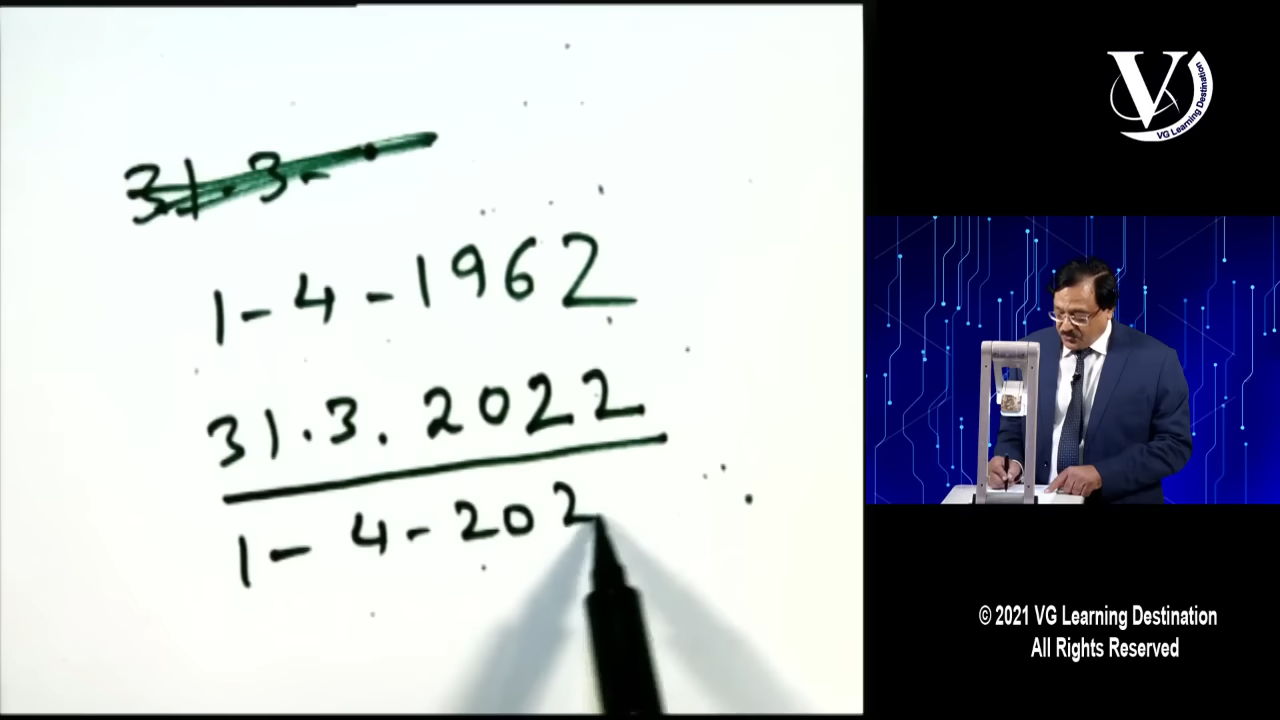 31.3-.
1-4-1962
31.3.2022
1-4-202
V
VG Learning Destination
© 2021 VG Learning Destination
All Rights Reserved